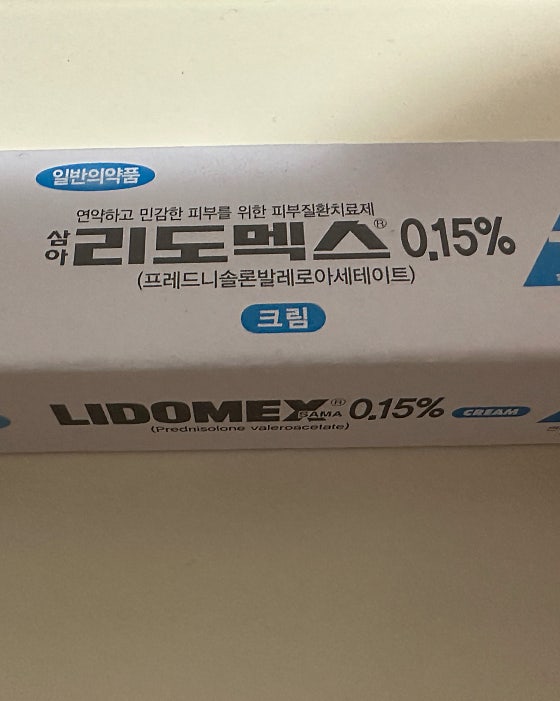 일반의약품
연약하고 민감한 피부를 위한 피부질환치료제
삼아 리도멕스® 0.15%
(프레드니솔론발레로아세테이트)
크림
LIDOMEX SAMA® 0.15% CREAM
(Prednisolone valeroacetate)